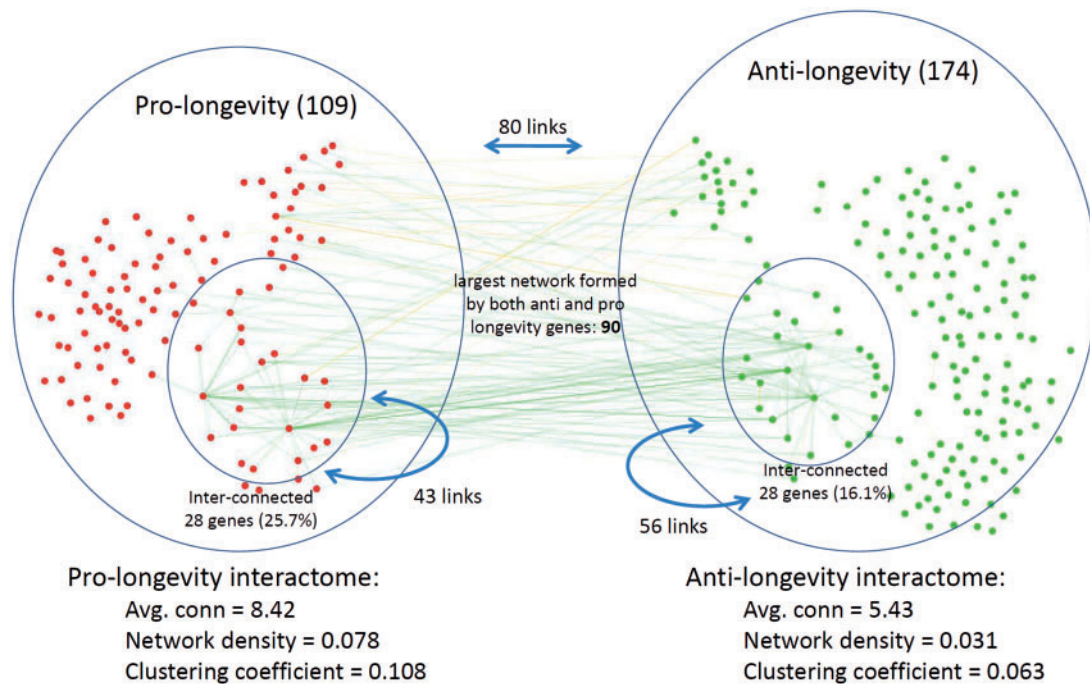 Pro-longevity (109)
Anti-longevity (174)
80 links
largest network formed
by both anti and pro
longevity genes: 90
Inter-connected
28 genes (25.7%)
43 links
Inter-connected
28 genes (16.1%)
56 links
Pro-longevity interactome:
Avg. conn = 8.42
Network density = 0.078
Clustering coefficient = 0.108
Anti-longevity interactome:
Avg. conn = 5.43
Network density = 0.031
Clustering coefficient = 0.063